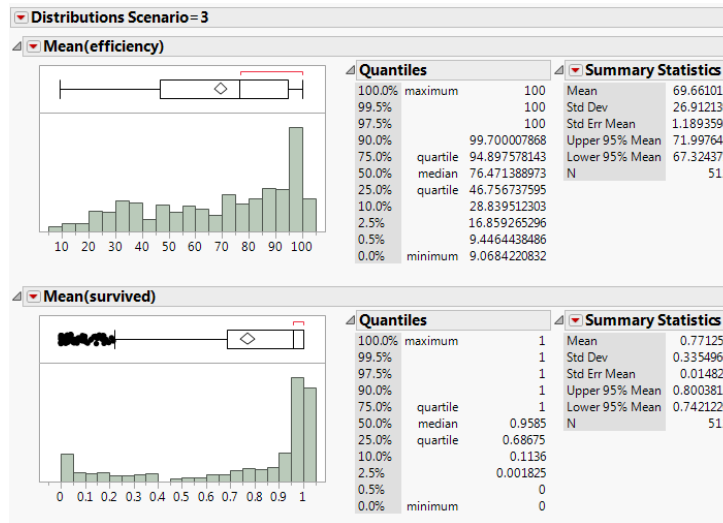 Distributions Scenario=3
Mean(efficiency)
10 20 30 40 50 60 70 80 90 100
Quantiles
100.0% maximum 100
99.5% 100
97.5% 100
90.0% 99.700007868
75.0% quartile 94.897578143
50.0% median 76.471388973
25.0% quartile 46.756737595
10.0% 28.839512303
2.5% 16.859265296
0.5% 9.4464438486
0.0% minimum 9.0684220832
Summary Statistics
Mean 69.66101
Std Dev 26.91213
Std Err Mean 1.189359
Upper 95% Mean 71.99764
Lower 95% Mean 67.32437
N 51
Mean(survived)
0 0.1 0.2 0.3 0.4 0.5 0.6 0.7 0.8 0.9 1
Quantiles
100.0% maximum 1
99.5% 1
97.5% 1
90.0% 1
75.0% quartile 1
50.0% median 0.9585
25.0% quartile 0.68675
10.0% 0.1136
2.5% 0.001825
0.5% 0
0.0% minimum 0
Summary Statistics
Mean 0.77125
Std Dev 0.335496
Std Err Mean 0.01482
Upper 95% Mean 0.800381
Lower 95% Mean 0.742122
N 51